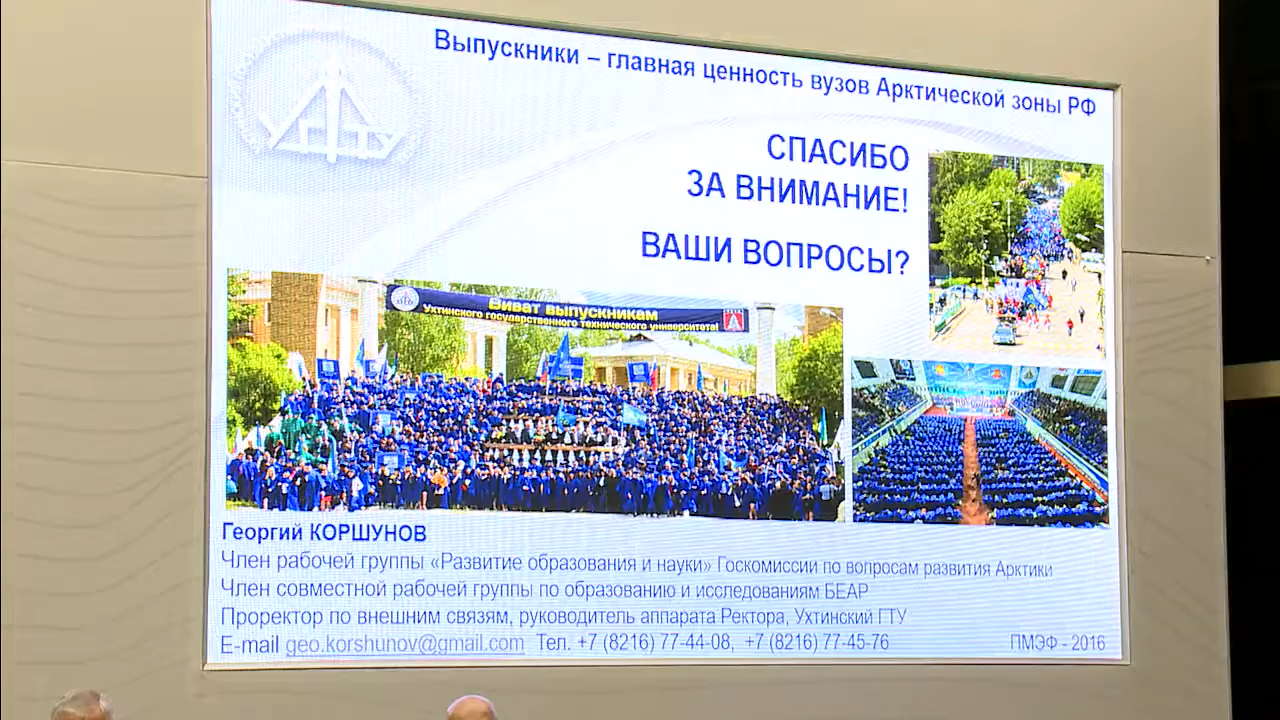 Выпускники – главная ценность вузов Арктической зоны РФ
УГТУ
СПАСИБО
ЗА ВНИМАНИЕ!
ВАШИ ВОПРОСЫ?
Виват выпускникам
Ухтинского государственного технического университета!
Георгий КОРШУНОВ
Член рабочей группы «Развитие образования и науки» Госкомиссии по вопросам развития Арктики
Член совместной рабочей группы по образованию и исследованиям БЕАР
Проректор по внешним связям, руководитель аппарата Ректора, Ухтинский ГТУ
E-mail geo.korshunov@gmail.com Тел. +7 (8216) 77-44-08, +7 (8216) 77-45-76
ПМЭФ - 2016